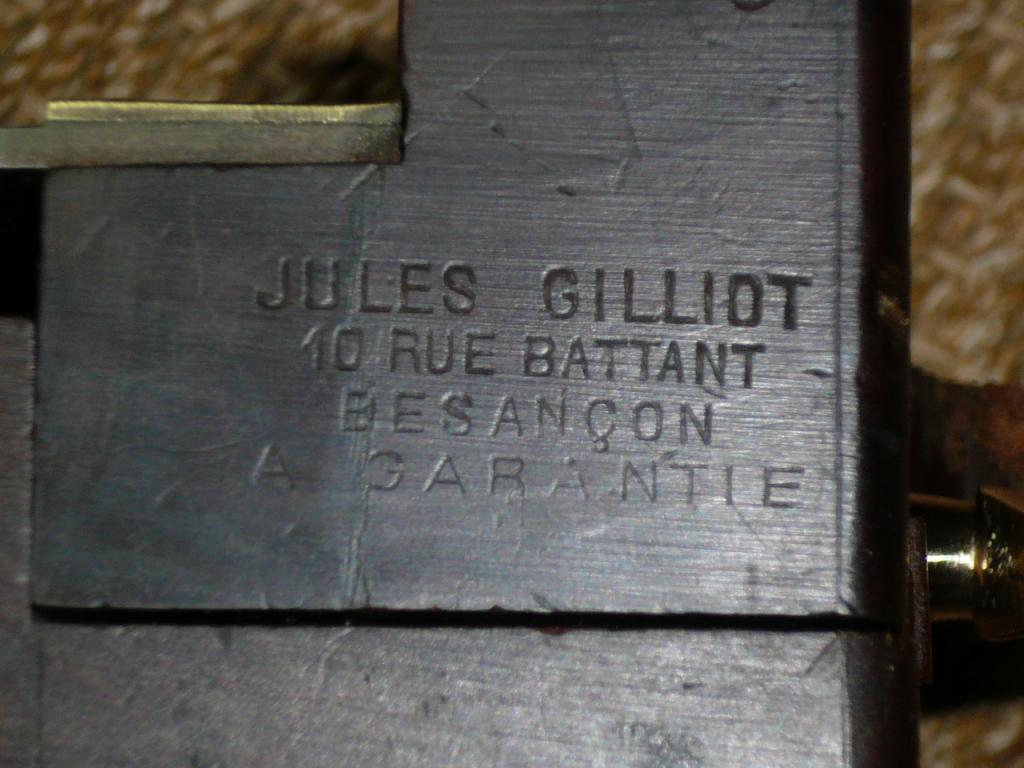 JULES GILLIOT
10 RUE BATTANT
BESANÇON
A GARANTIE